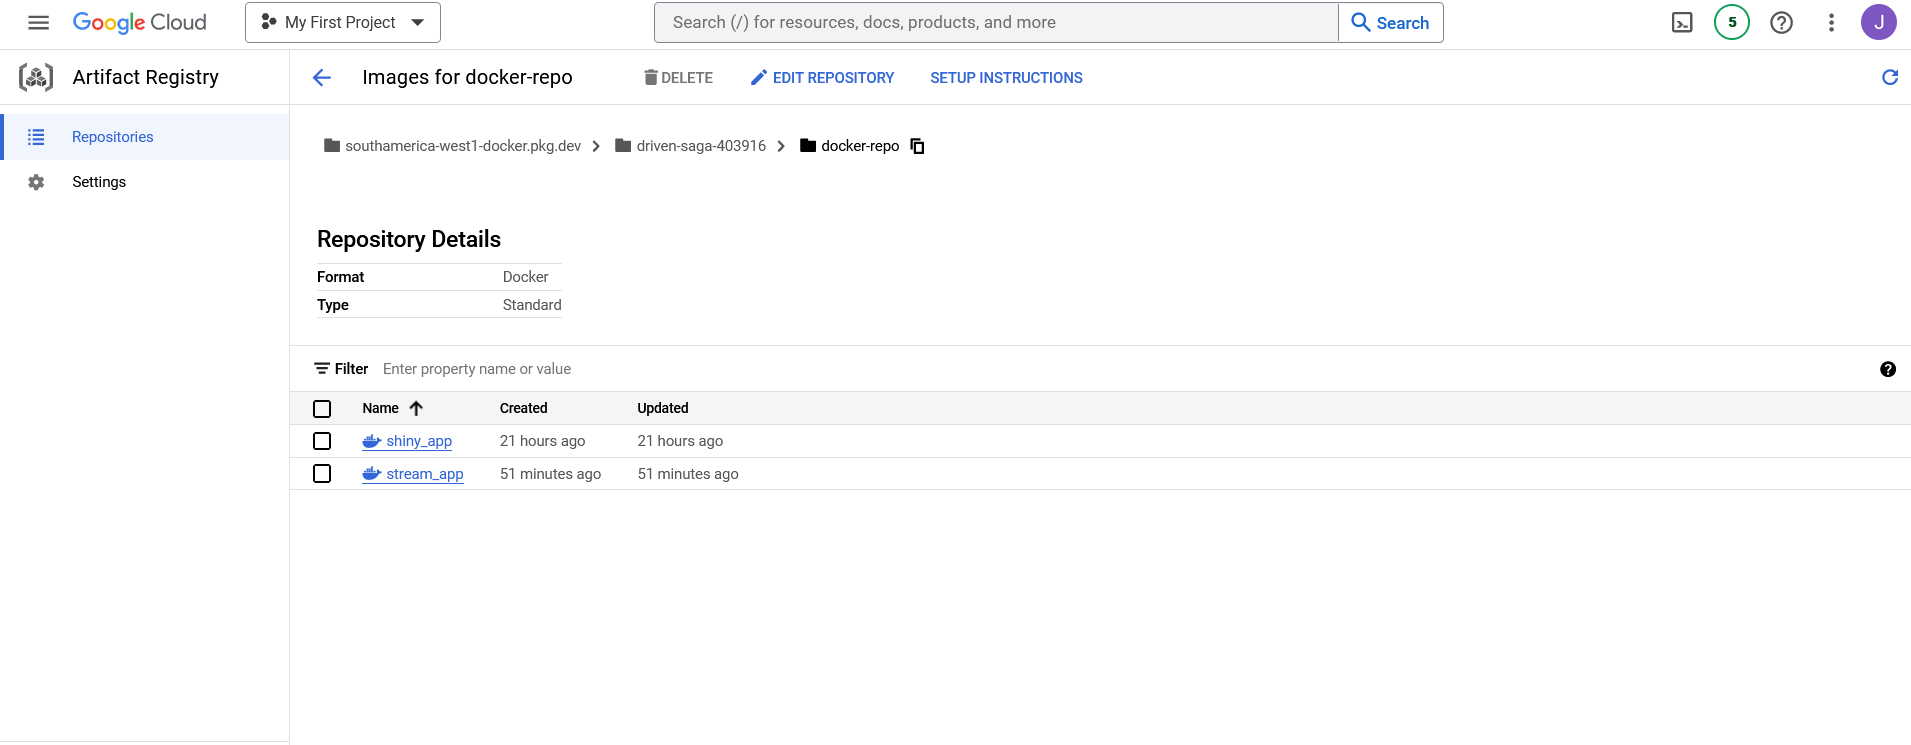 Google Cloud
My First Project
Search (/) for resources, docs, products, and more
Search
5
J
Artifact Registry
Images for docker-repo
DELETE
EDIT REPOSITORY
SETUP INSTRUCTIONS
Repositories
Settings
southamerica-west1-docker.pkg.dev
driven-saga-403916
docker-repo
Repository Details
Format Docker
Type Standard
Filter Enter property name or value
Name Created Updated
shiny_app 21 hours ago 21 hours ago
stream_app 51 minutes ago 51 minutes ago